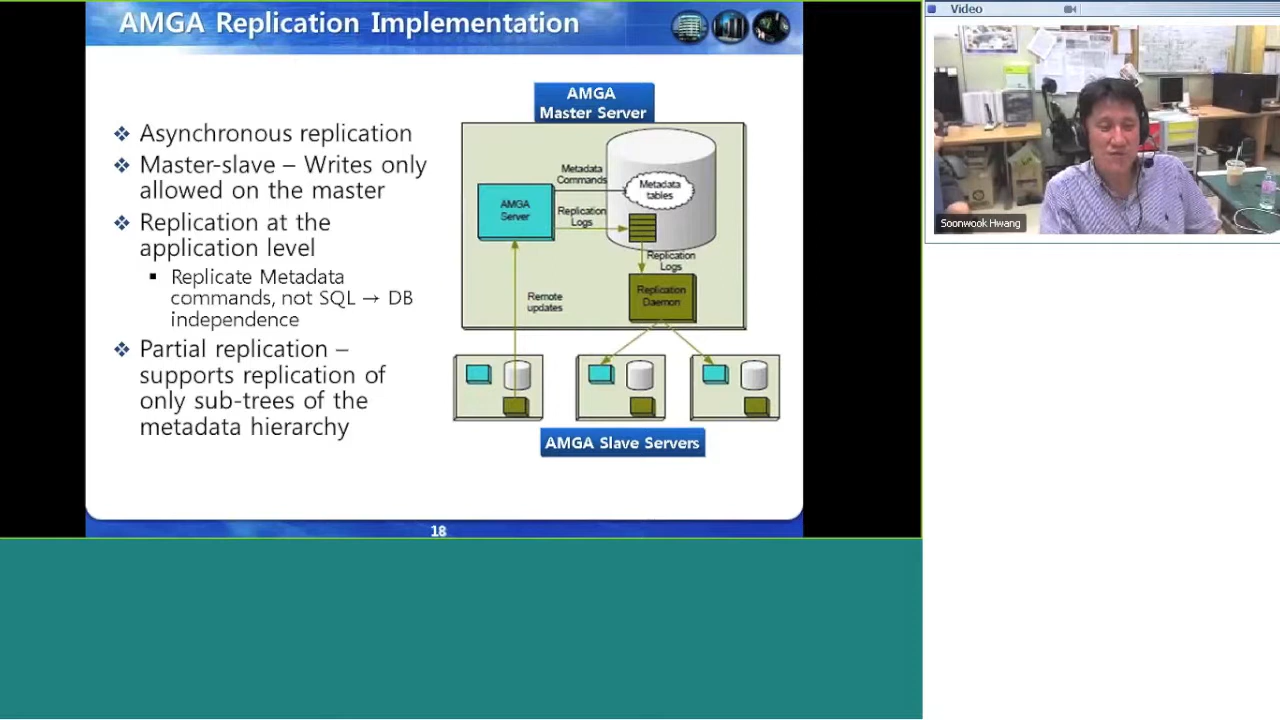 AMGA Replication Implementation
❖ Asynchronous replication
❖ Master-slave – Writes only
allowed on the master
❖ Replication at the
application level
▪ Replicate Metadata
commands, not SQL → DB
independence
❖ Partial replication –
supports replication of
only sub-trees of the
metadata hierarchy
AMGA
Master Server
Metadata
Commands
Metadata
tables
AMGA
Server
Replication
Logs
Replication
Logs
Replication
Daemon
Remote
updates
AMGA Slave Servers
18
Video
Soonwook Hwang